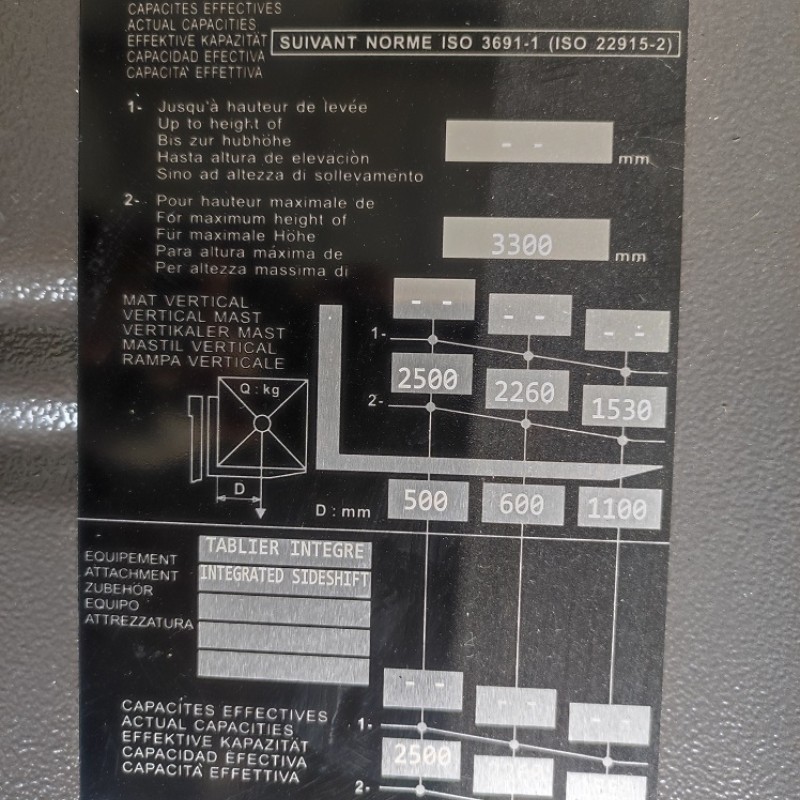 CAPACITES EFFECTIVES
ACTUAL CAPACITIES
EFFEKTIVE KAPAZITÄT
CAPACIDAD EFECTIVA
CAPACITA' EFFETTIVA
SUIVANT NORME ISO 3691-1 (ISO 22915-2)
1- Jusqu'à hauteur de levée
Up to height of
Bis zur hubhöhe
Hasta altura de elevaciòn
Sino ad altezza di sollevamento
- - mm
2- Pour hauteur maximale de
För maximum height of
Für maximale Höhe
Para altura máxima de
Per altezza massima di
3300 mm
MAT VERTICAL
VERTICAL MAST
VERTIKALER MAST
MASTIL VERTICAL
RAMPA VERTICALE
- - - - - -
1-
2500 2260 1530
2-
Q : kg
D
D : mm 500 600 1100
EQUIPEMENT
ATTACHMENT
ZUBEHÖR
EQUIPO
ATTREZZATURA
TABLIER INTEGRE
INTEGRATED SIDESHIFT
CAPACITES EFFECTIVES
ACTUAL CAPACITIES
EFFEKTIVE KAPAZITÄT
CAPACIDAD EFECTIVA
CAPACITA' EFFETTIVA
- - - - - -
1-
2500
2-